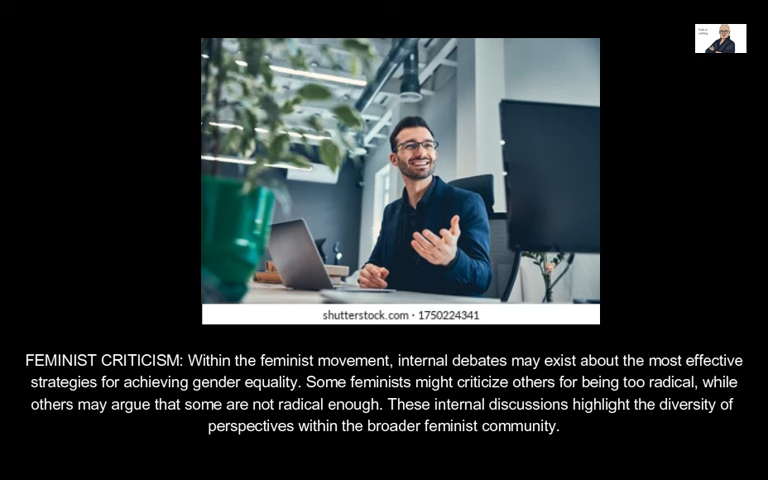 shutterstock.com · 1750224341
FEMINIST CRITICISM: Within the feminist movement, internal debates may exist about the most effective
strategies for achieving gender equality. Some feminists might criticize others for being too radical, while
others may argue that some are not radical enough. These internal discussions highlight the diversity of
perspectives within the broader feminist community.